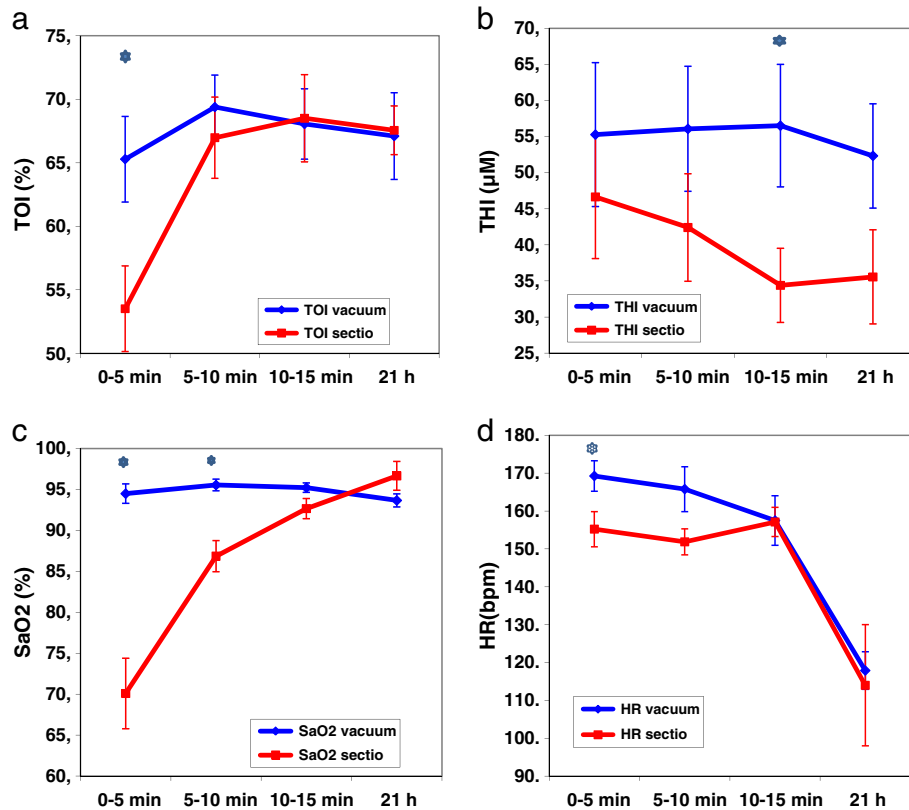 a
75,
70,
65,
60,
55,
50,
TOI (%)
TOI vacuum
TOI sectio
0-5 min 5-10 min 10-15 min 21 h
b
70,
65,
60,
55,
50,
45,
40,
35,
30,
25,
THI (µM)
THI vacuum
THI sectio
0-5 min 5-10 min 10-15 min 21 h
c
100,
95,
90,
85,
80,
75,
70,
65,
60,
SaO2 (%)
SaO2 vacuum
SaO2 sectio
0-5 min 5-10 min 10-15 min 21 h
d
180.
170.
160.
150.
140.
130.
120.
110.
100.
90.
HR(bpm)
HR vacuum
HR sectio
0-5 min 5-10 min 10-15 min 21 h